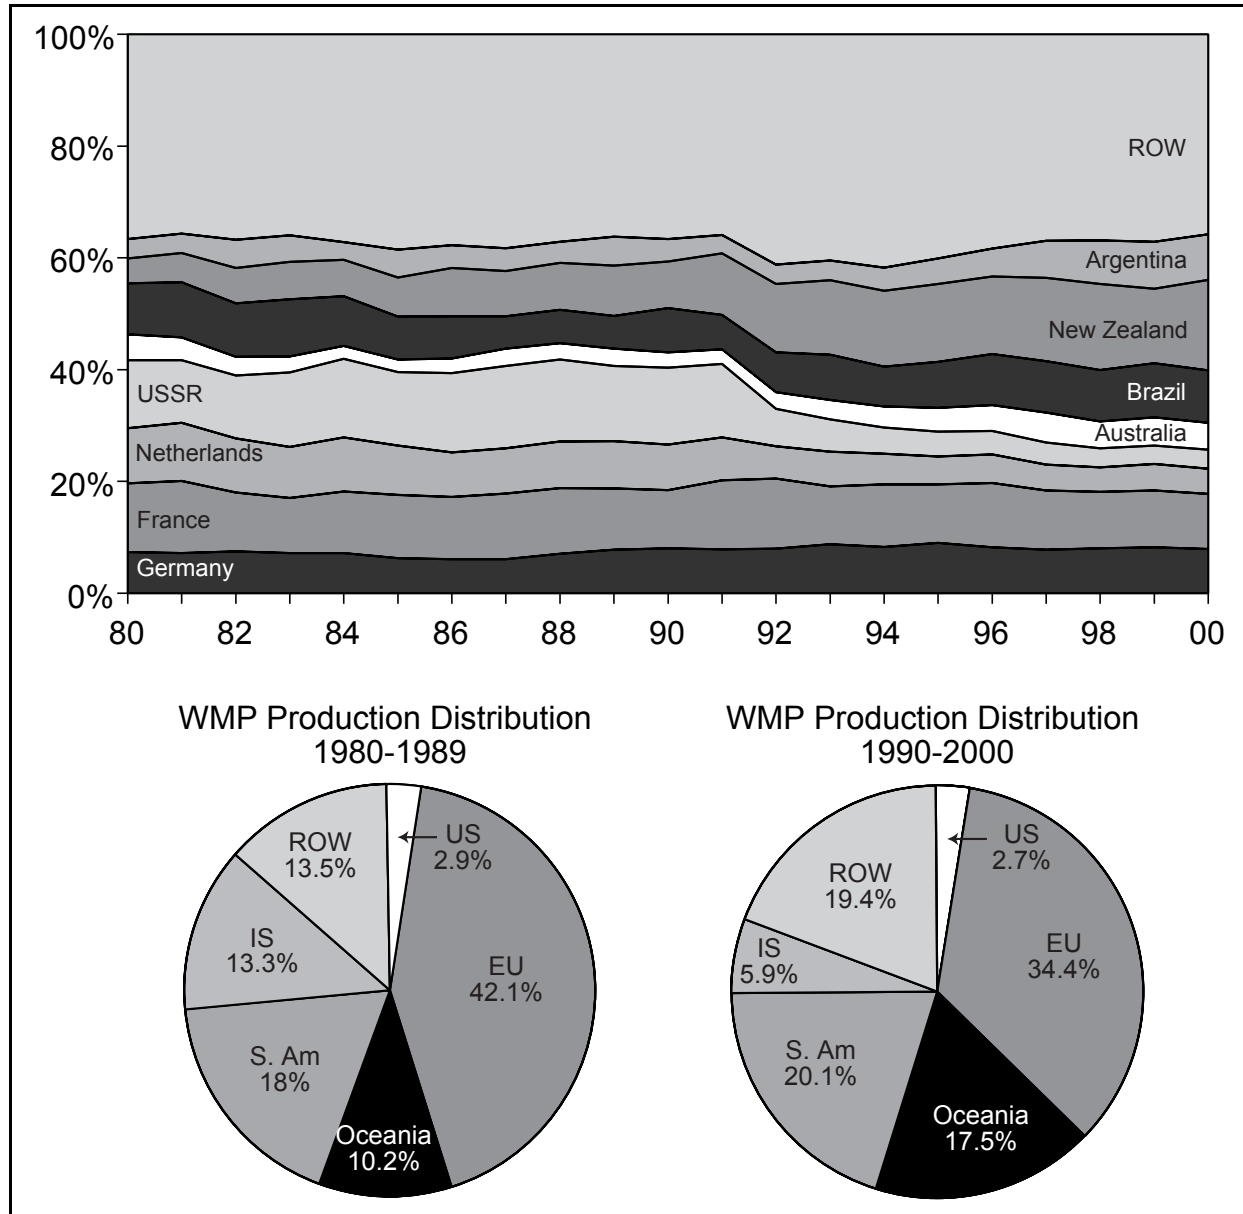 100%
80%
60%
40%
20%
0%
ROW
Argentina
New Zealand
Brazil
Australia
USSR
Netherlands
France
Germany
80 82 84 86 88 90 92 94 96 98 00
WMP Production Distribution
1980-1989
US
2.9%
EU
42.1%
Oceania
10.2%
S. Am
18%
IS
13.3%
ROW
13.5%
WMP Production Distribution
1990-2000
US
2.7%
EU
34.4%
Oceania
17.5%
S. Am
20.1%
IS
5.9%
ROW
19.4%